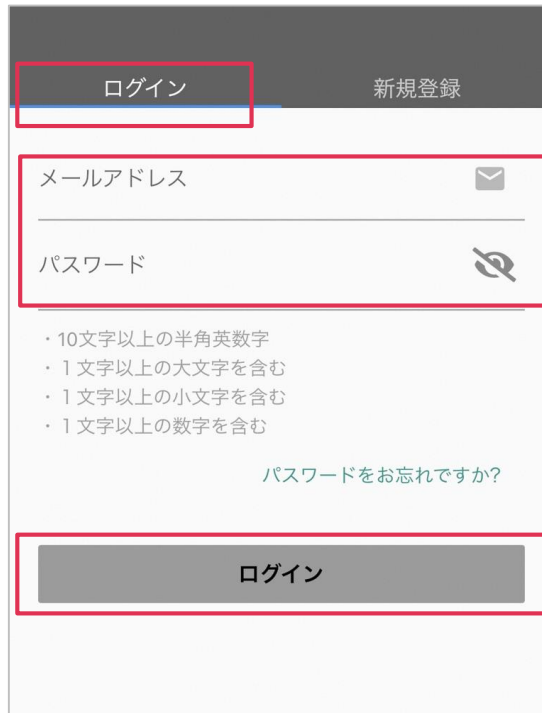 ログイン
新規登録
メールアドレス
パスワード
・10文字以上の半角英数字
・１文字以上の大文字を含む
・１文字以上の小文字を含む
・１文字以上の数字を含む
パスワードをお忘れですか?
ログイン